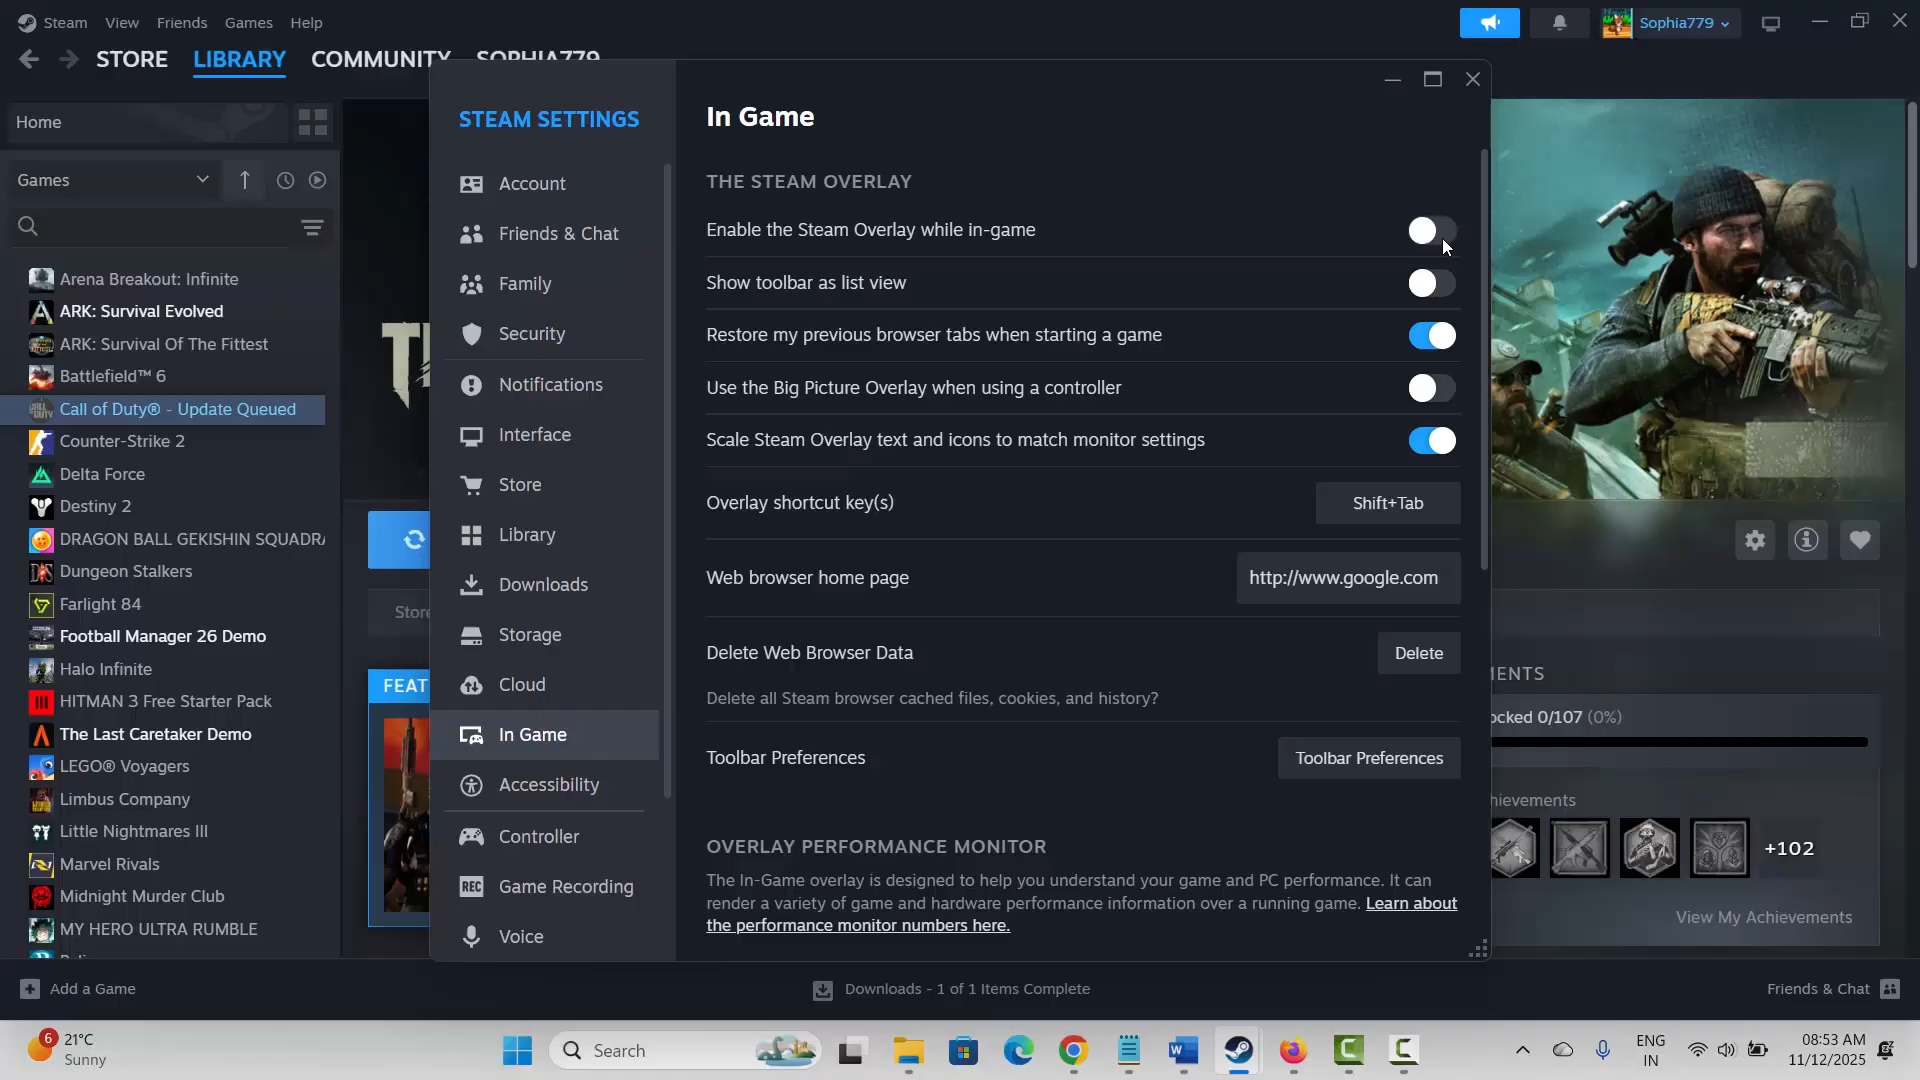 Steam View Friends Games Help
Sophia779
STORE LIBRARY COMMUNITY SOPHIA779
Home
Games
Arena Breakout: Infinite
ARK: Survival Evolved
ARK: Survival Of The Fittest
Battlefield™ 6
Call of Duty® - Update Queued
Counter-Strike 2
Delta Force
Destiny 2
DRAGON BALL GEKISHIN SQUADRA
Dungeon Stalkers
Farlight 84
Football Manager 26 Demo
Halo Infinite
HITMAN 3 Free Starter Pack
The Last Caretaker Demo
LEGO® Voyagers
Limbus Company
Little Nightmares III
Marvel Rivals
Midnight Murder Club
MY HERO ULTRA RUMBLE
Store
FEAT
STEAM SETTINGS
Account
Friends & Chat
Family
Security
Notifications
Interface
Store
Library
Downloads
Storage
Cloud
In Game
Accessibility
Controller
REC Game Recording
Voice
In Game
THE STEAM OVERLAY
Enable the Steam Overlay while in-game
Show toolbar as list view
Restore my previous browser tabs when starting a game
Use the Big Picture Overlay when using a controller
Scale Steam Overlay text and icons to match monitor settings
Overlay shortcut key(s) Shift+Tab
Web browser home page http://www.google.com
Delete Web Browser Data Delete
Delete all Steam browser cached files, cookies, and history?
Toolbar Preferences Toolbar Preferences
OVERLAY PERFORMANCE MONITOR
The In-Game overlay is designed to help you understand your game and PC performance. It can
render a variety of game and hardware performance information over a running game. Learn about
the performance monitor numbers here.
MENTS
ocked 0/107 (0%)
hievements
+102
View My Achievements
Add a Game
Downloads - 1 of 1 Items Complete
Friends & Chat
6
21°C
Sunny
Search
ENG
IN
08:53 AM
11/12/2025